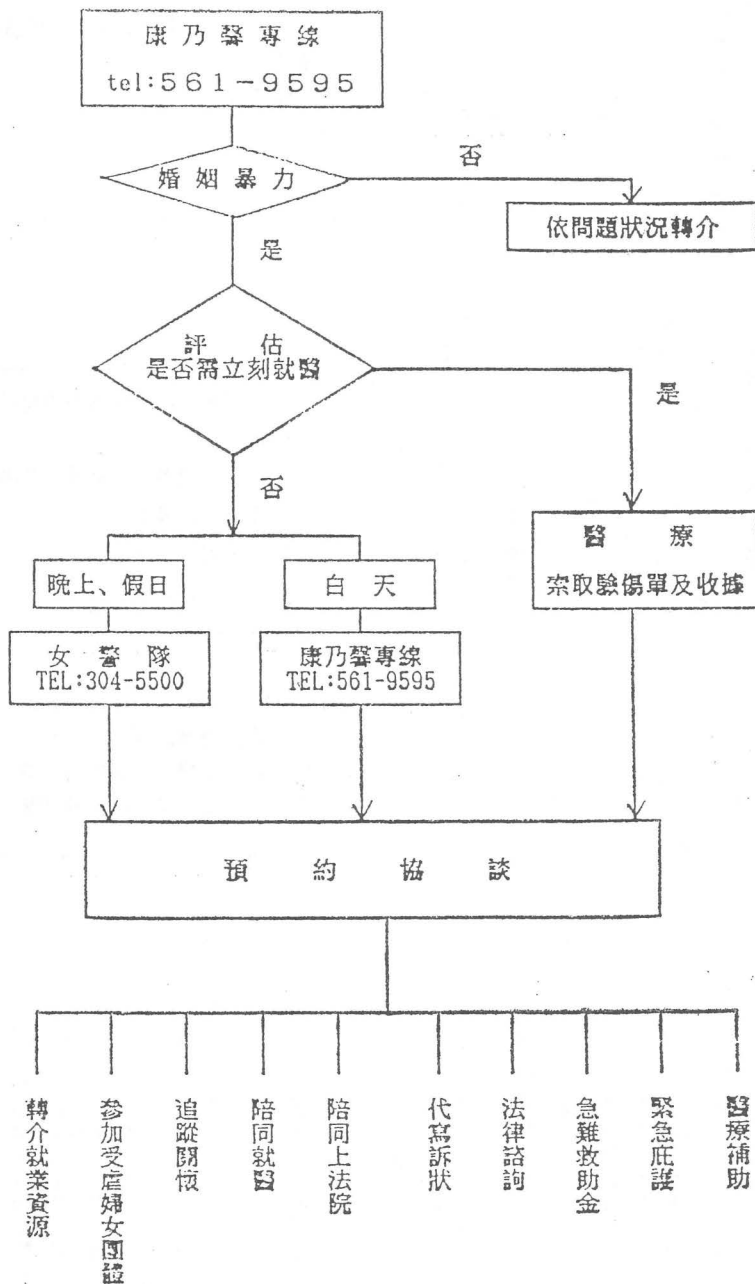 康乃馨專線
tel:561-9595
婚姻暴力
否
依問題狀況轉介
是
評估
是否需立刻就醫
是
否
醫療
索取驗傷單及收據
晚上、假日
白天
女警隊
TEL:304-5500
康乃馨專線
TEL:561-9595
預約協談
醫療補助
緊急庇護
急難救助金
法律諮詢
代寫訴狀
陪同上法院
陪同就醫
追蹤關懷
參加受虐婦女團體
轉介就業資源